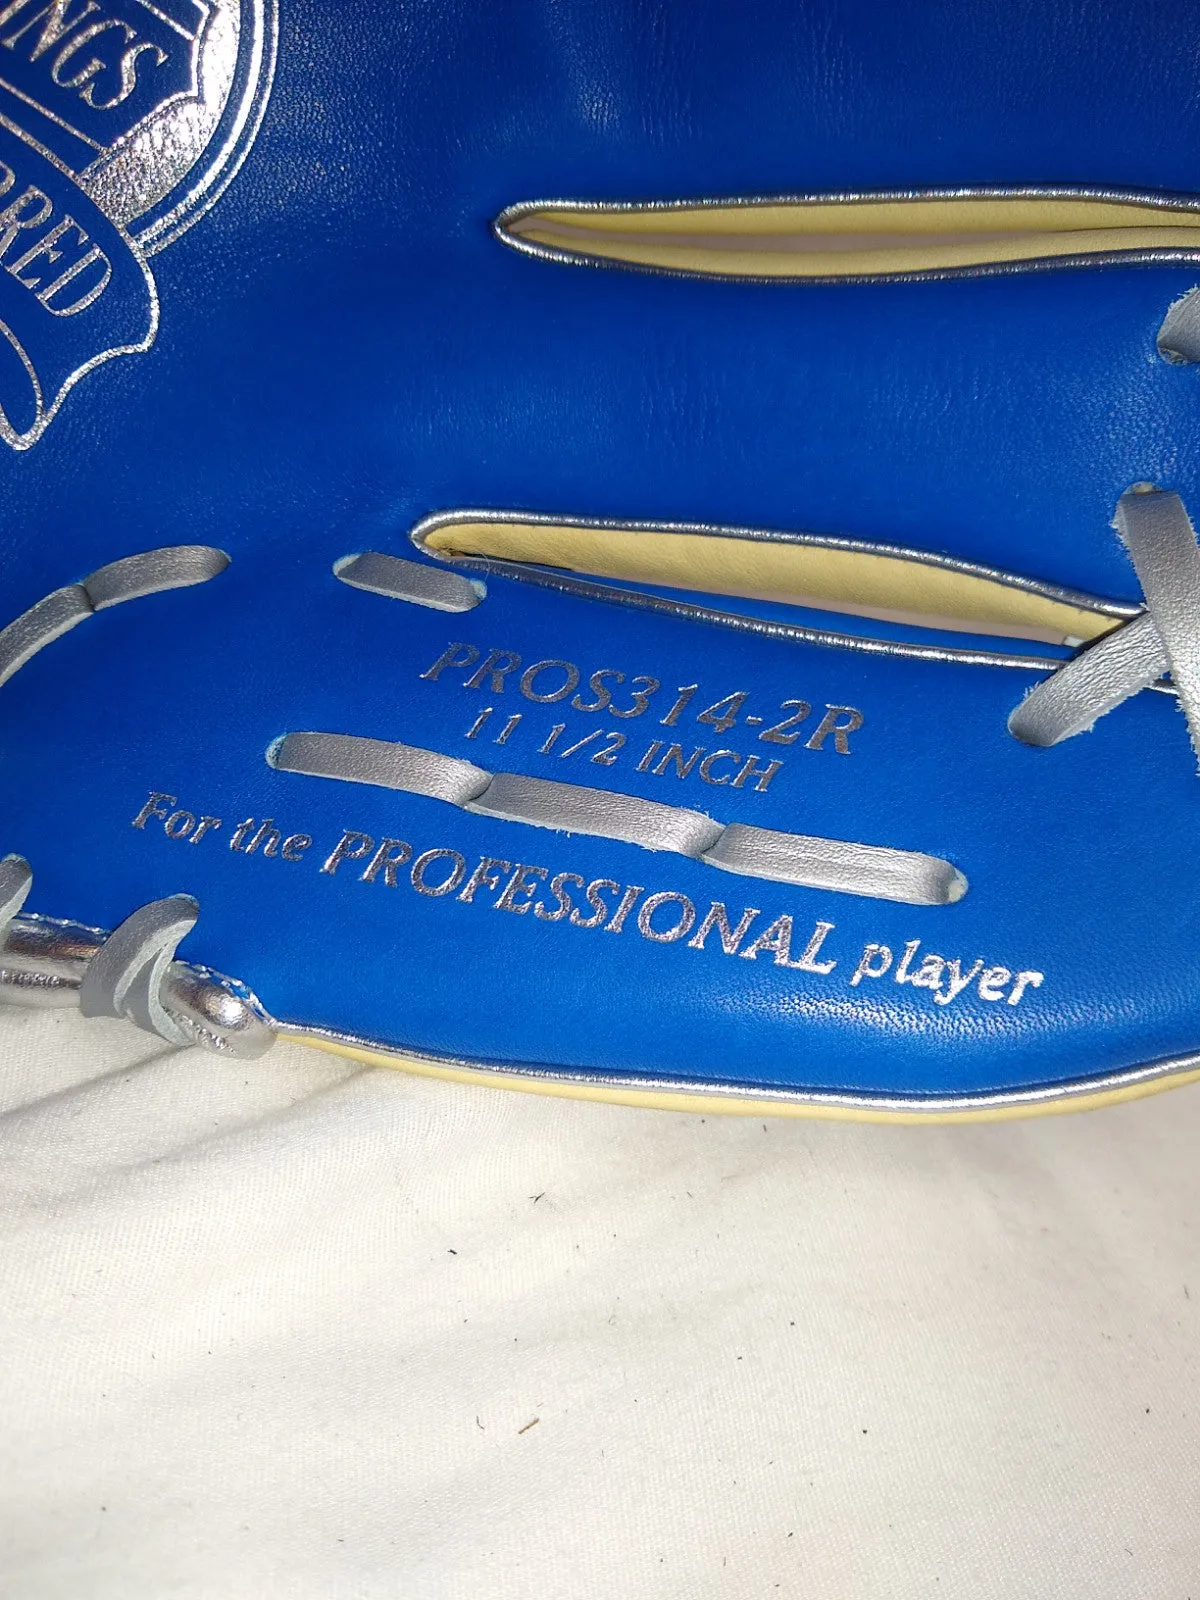 PROS314-2R
11 1/2 INCH
For the PROFESSIONAL player